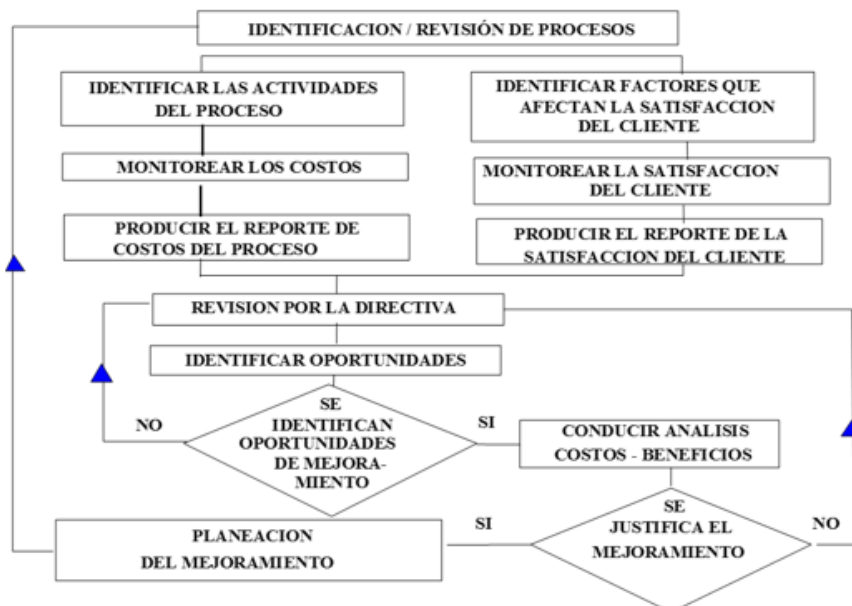 IDENTIFICACION / REVISIÓN DE PROCESOS
IDENTIFICAR LAS ACTIVIDADES
DEL PROCESO
IDENTIFICAR FACTORES QUE
AFECTAN LA SATISFACCION
DEL CLIENTE
MONITOREAR LOS COSTOS
MONITOREAR LA SATISFACCION
DEL CLIENTE
PRODUCIR EL REPORTE DE
COSTOS DEL PROCESO
PRODUCIR EL REPORTE DE LA
SATISFACCION DEL CLIENTE
REVISION POR LA DIRECTIVA
IDENTIFICAR OPORTUNIDADES
NO
SE
IDENTIFICAN
OPORTUNIDADES
DE MEJORA-
MIENTO
SI
CONDUCIR ANALISIS
COSTOS - BENEFICIOS
PLANEACION
DEL MEJORAMIENTO
SI
SE
JUSTIFICA EL
MEJORAMIENTO
NO